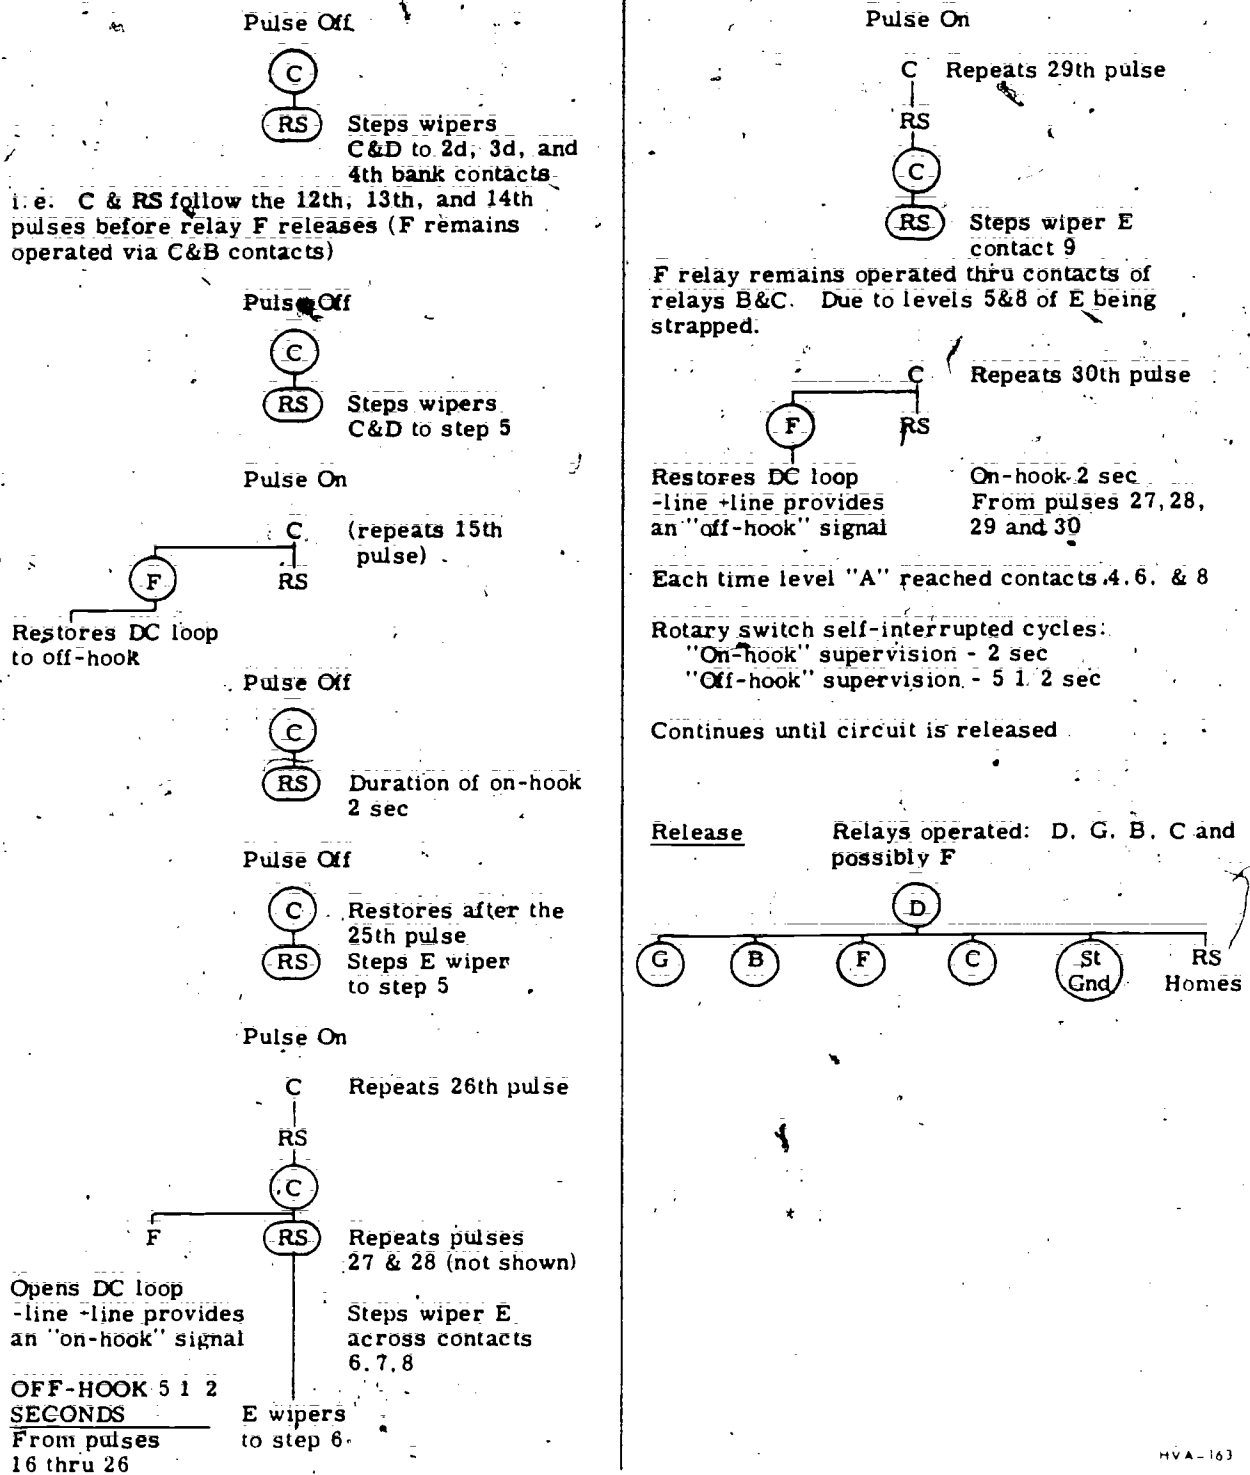 Pulse Off
C
RS
Steps wipers
C&D to 2d, 3d, and
4th bank contacts
i.e. C & RS follow the 12th, 13th, and 14th
pulses before relay F releases (F remains
operated via C&B contacts)
Pulse Off
C
RS
Steps wipers
C&D to step 5
Pulse On
C (repeats 15th
pulse)
F
RS
Restores DC loop
to off-hook
Pulse Off
C
RS
Duration of on-hook
2 sec
Pulse Off
C
Restores after the
25th pulse
RS
Steps E wiper
to step 5
Pulse On
C Repeats 26th pulse
RS
C
F
RS
Repeats pulses
27 & 28 (not shown)
Opens DC loop
-line +line provides
an "on-hook" signal
Steps wiper E
across contacts
6.7.8
OFF-HOOK 5 1 2
SECONDS
From pulses
16 thru 26
E wipers
to step 6
Pulse On
C Repeats 29th pulse
RS
C
RS
Steps wiper E
contact 9
F relay remains operated thru contacts of
relays B&C. Due to levels 5&8 of E being
strapped.
C Repeats 30th pulse
F
RS
Restores DC loop
-line +line provides
an "off-hook" signal
On-hook 2 sec
From pulses 27, 28,
29 and 30
Each time level "A" reached contacts 4.6. & 8
Rotary switch self-interrupted cycles:
"On-hook" supervision - 2 sec
"Off-hook" supervision - 5 1 2 sec
Continues until circuit is released
Release
Relays operated: D. G. B. C and
possibly F
D
G B F C St RS
Gnd Homes
HVA-163